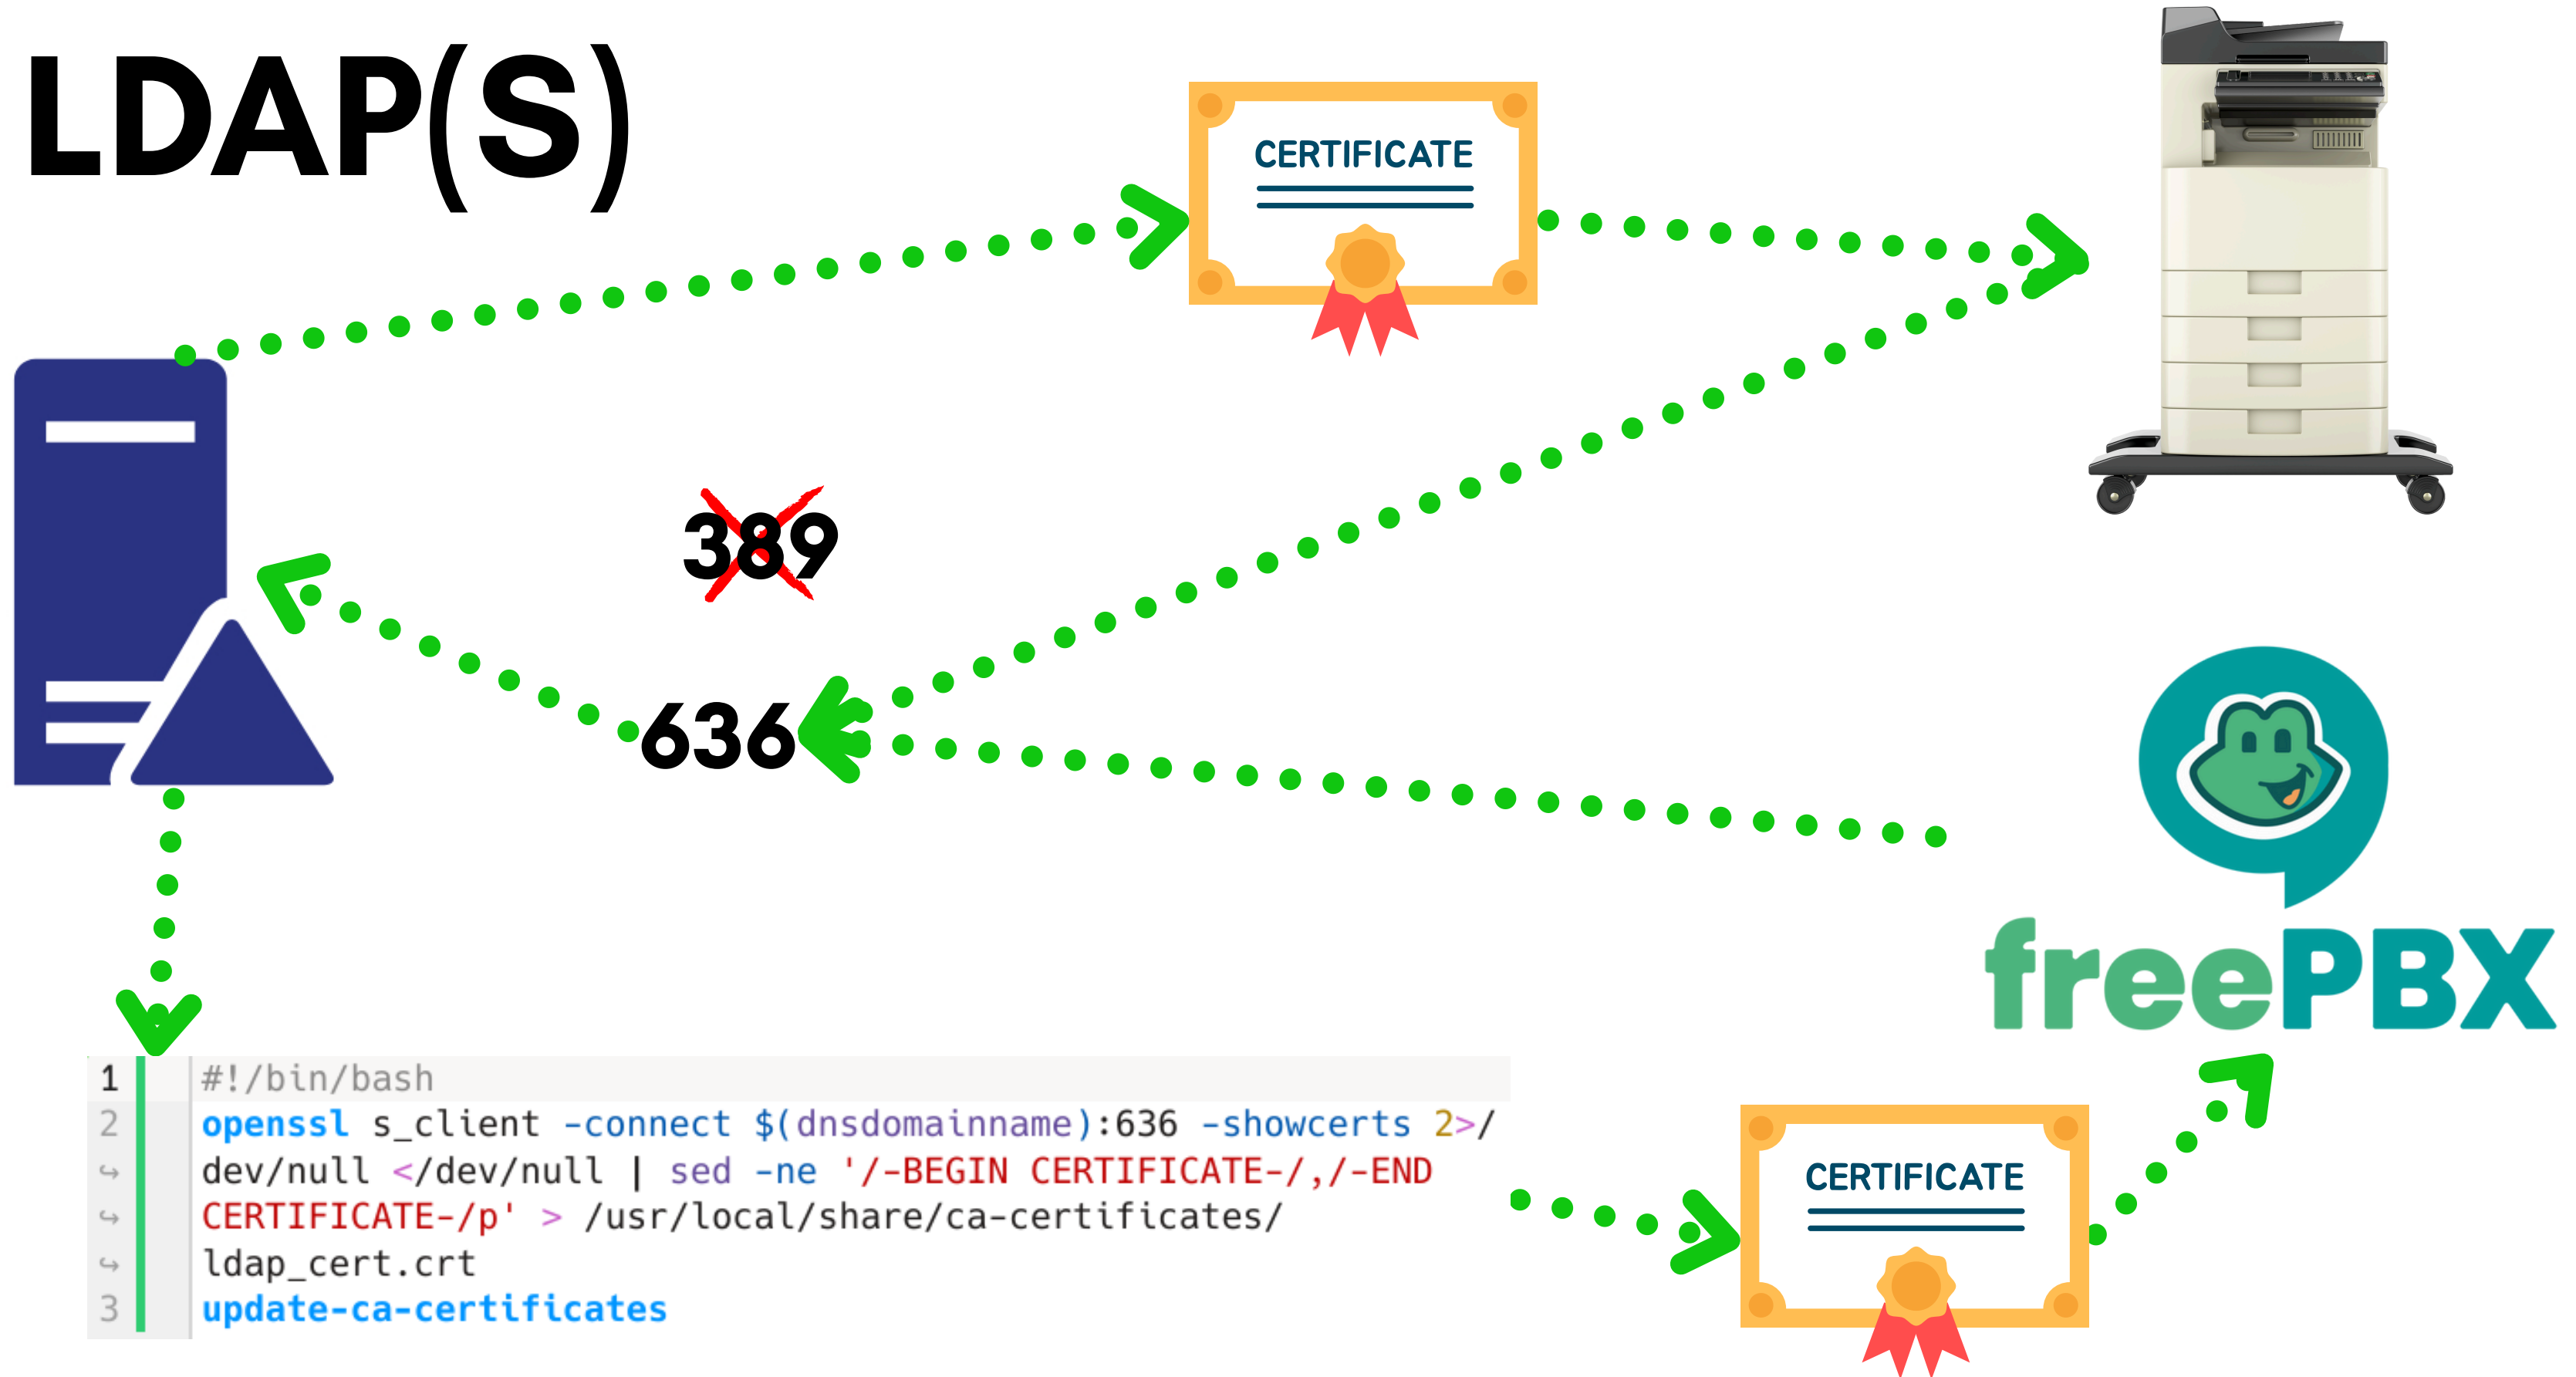 LDAP(S)
CERTIFICATE
389
636
freePBX
1 #!/bin/bash
2 openssl s_client -connect $(dnsdomainname):636 -showcerts 2>/
↪ dev/null </dev/null | sed -ne '/-BEGIN CERTIFICATE-/,/-END
↪ CERTIFICATE-/p' > /usr/local/share/ca-certificates/
↪ ldap_cert.crt
3 update-ca-certificates
CERTIFICATE